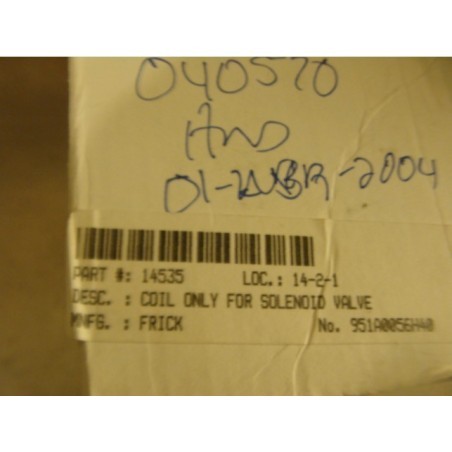 040570
01-2004
PART #: 14535 LOC.: 14-2-1
DESC. : COIL ONLY FOR SOLENOID VALVE
MNFG. : FRICK No. 951A0056H40